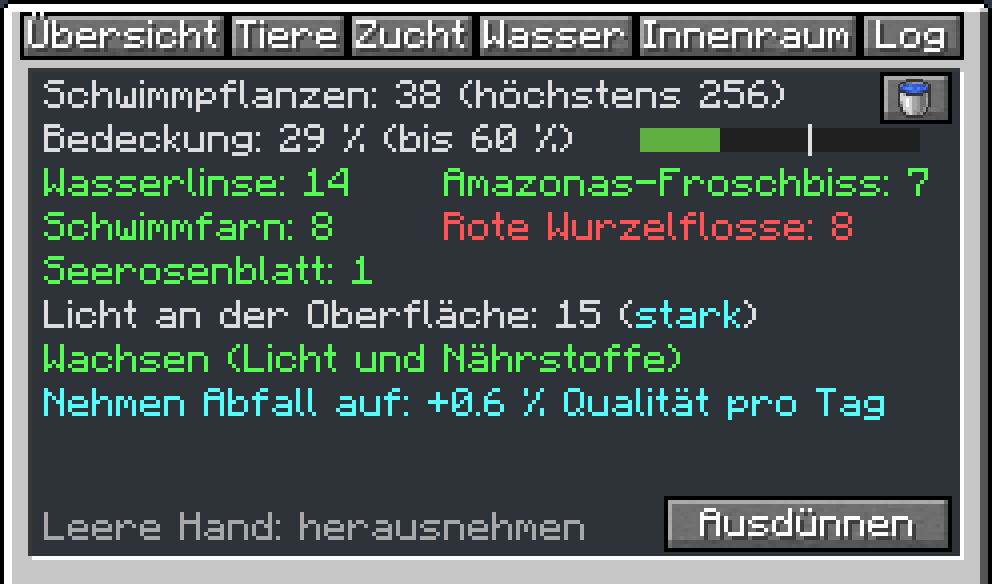 Übersicht Tiere Zucht Wasser Innenraum Log
Schwimmpflanzen: 38 (höchstens 256)
Bedeckung: 29 % (bis 60 %)
Wasserlinse: 14 Amazonas-Froschbiss: 7
Schwimmfarn: 8 Rote Wurzelflosse: 8
Seerosenblatt: 1
Licht an der Oberfläche: 15 (stark)
Wachsen (Licht und Nährstoffe)
Nehmen Abfall auf: +0.6 % Qualität pro Tag
Leere Hand: herausnehmen Ausdünnen